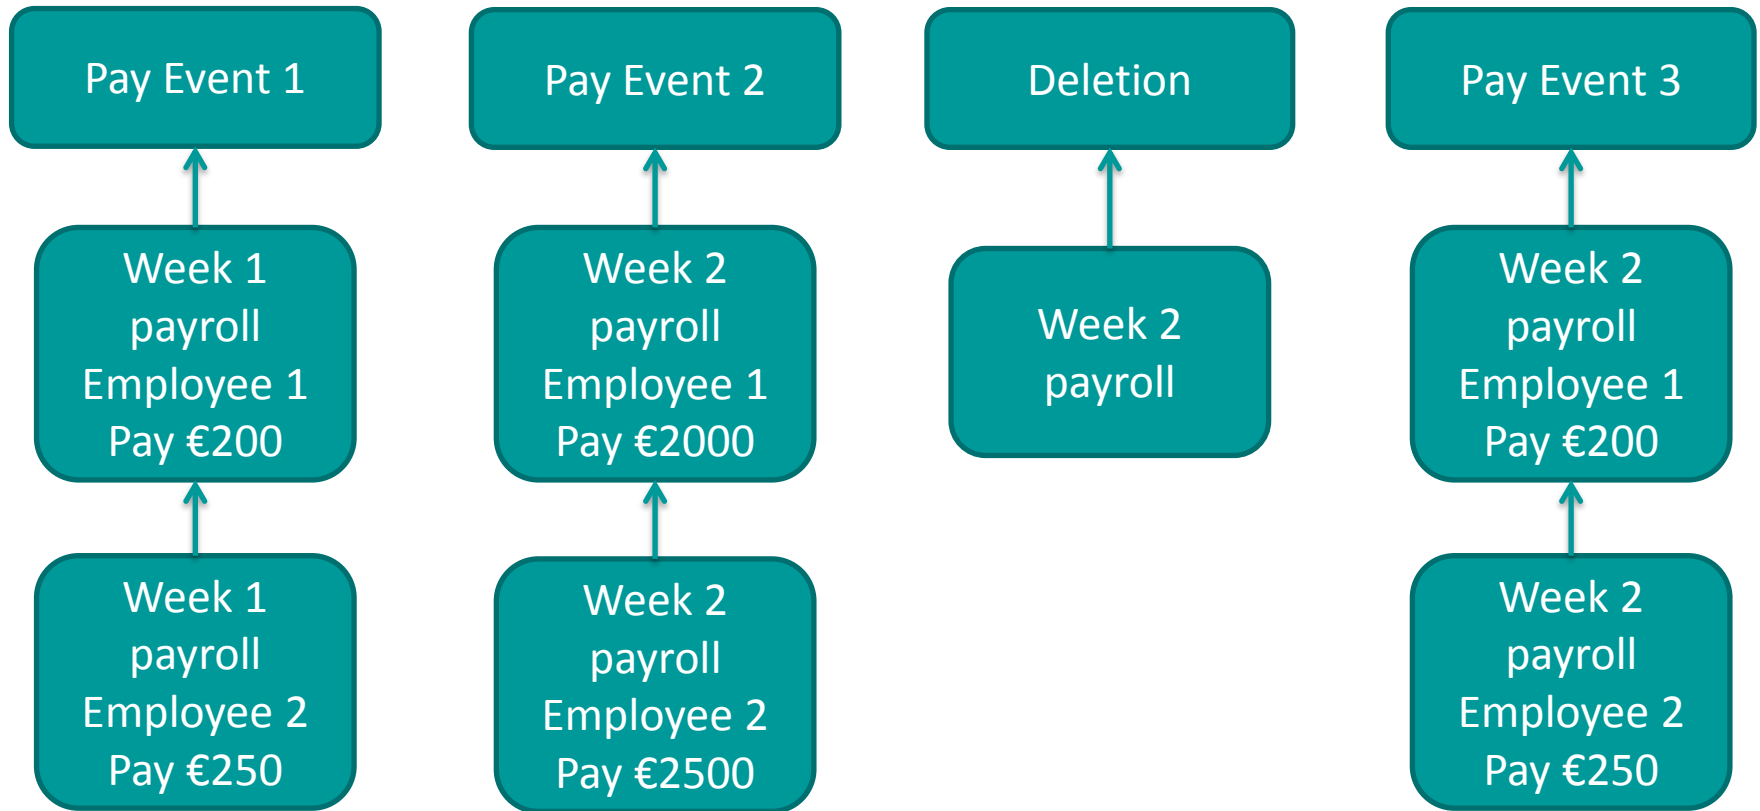 Pay Event 1
Week 1
payroll
Employee 1
Pay €200
Week 1
payroll
Employee 2
Pay €250
Pay Event 2
Week 2
payroll
Employee 1
Pay €2000
Week 2
payroll
Employee 2
Pay €2500
Deletion
Week 2
payroll
Pay Event 3
Week 2
payroll
Employee 1
Pay €200
Week 2
payroll
Employee 2
Pay €250